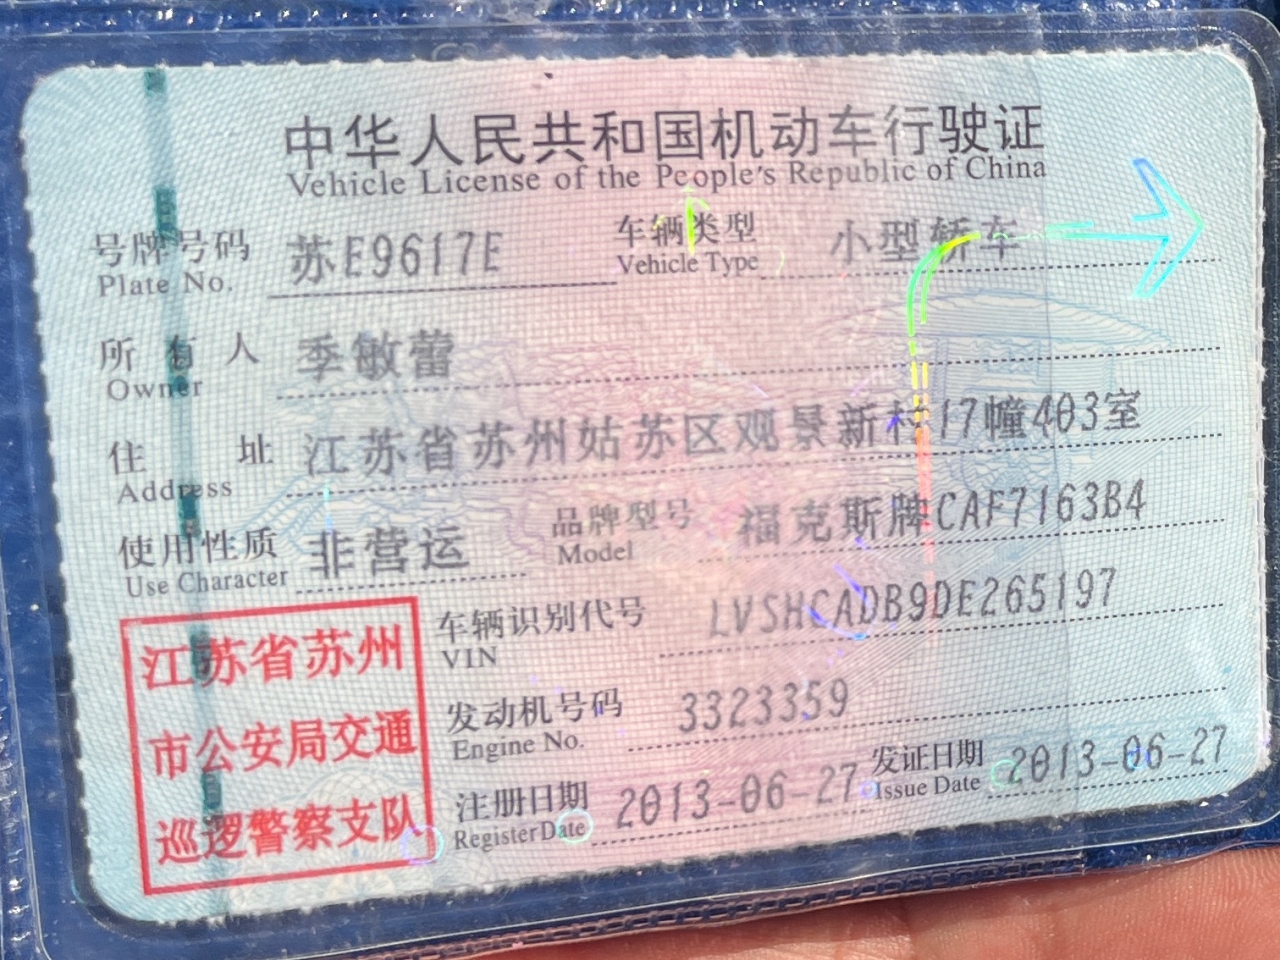 中华人民共和国机动车行驶证
Vehicle License of the People's Republic of China
号牌号码 苏E9617E 车辆类型 小型轿车
Plate No. Vehicle Type
所有人 季敏蕾
Owner
住址 江苏省苏州姑苏区观景新村17幢403室
Address
使用性质 非营运 品牌型号 福克斯牌CAF7163B4
Use Character Model
车辆识别代号 LVSHCADB9DE265197
VIN
发动机号码 3323359
Engine No.
注册日期 2013-06-27 发证日期 2013-06-27
Register Date Issue Date
江苏省苏州
市公安局交通
巡逻警察支队